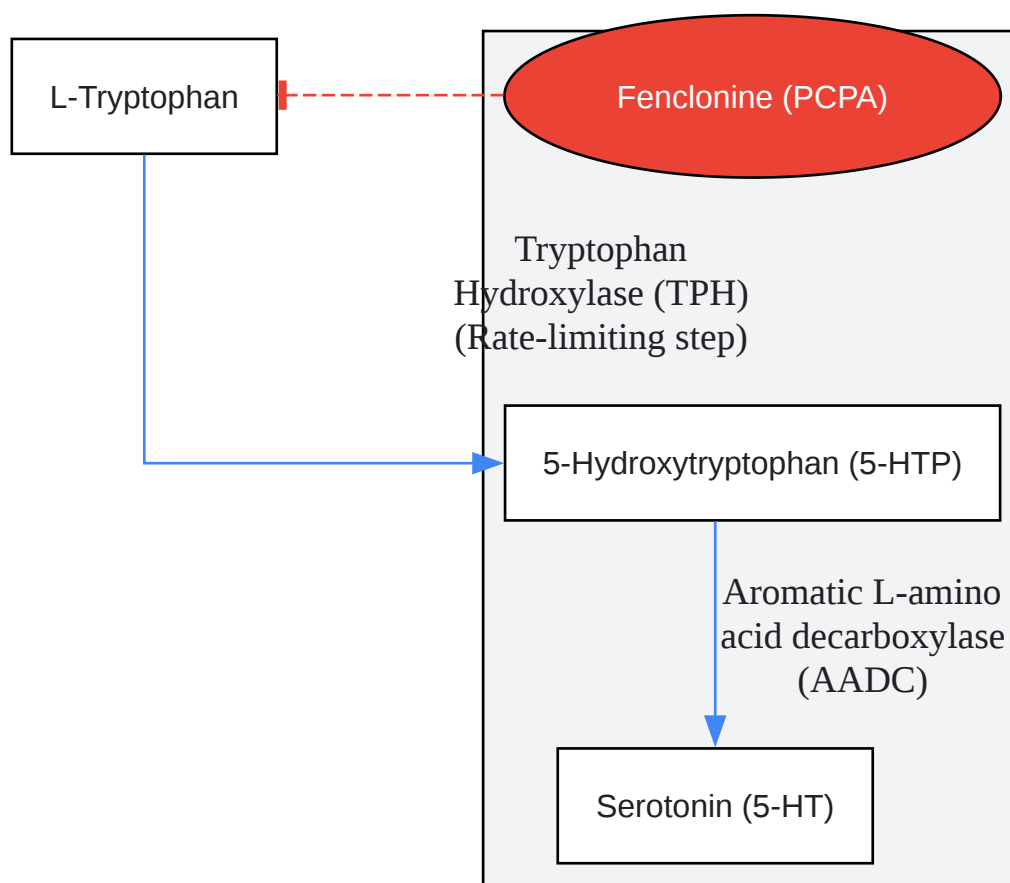 L-Tryptophan
Fenclonine (PCPA)
Tryptophan
Hydroxylase (TPH)
(Rate-limiting step)
5-Hydroxytryptophan (5-HTP)
Aromatic L-amino
acid decarboxylase
(AADC)
Serotonin (5-HT)